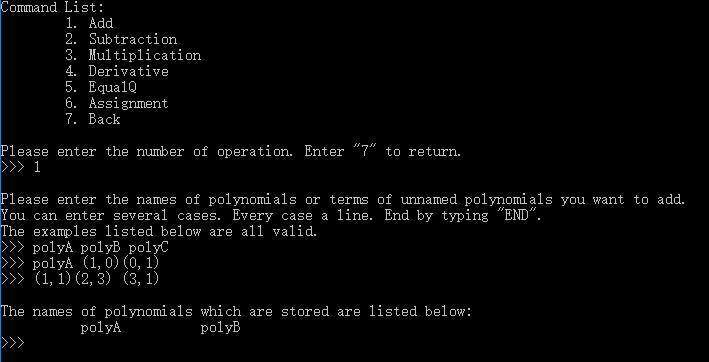 Command List:
1. Add
2. Subtraction
3. Multiplication
4. Derivative
5. EqualQ
6. Assignment
7. Back
Please enter the number of operation. Enter "7" to return.
>>> 1
Please enter the names of polynomials or terms of unnamed polynomials you want to add.
You can enter several cases. Every case a line. End by typing "END".
The examples listed below are all valid.
>>> polyA polyB polyC
>>> polyA (1,0)(0,1)
>>> (1,1)(2,3) (3,1)
The names of polynomials which are stored are listed below:
polyA polyB
>>>